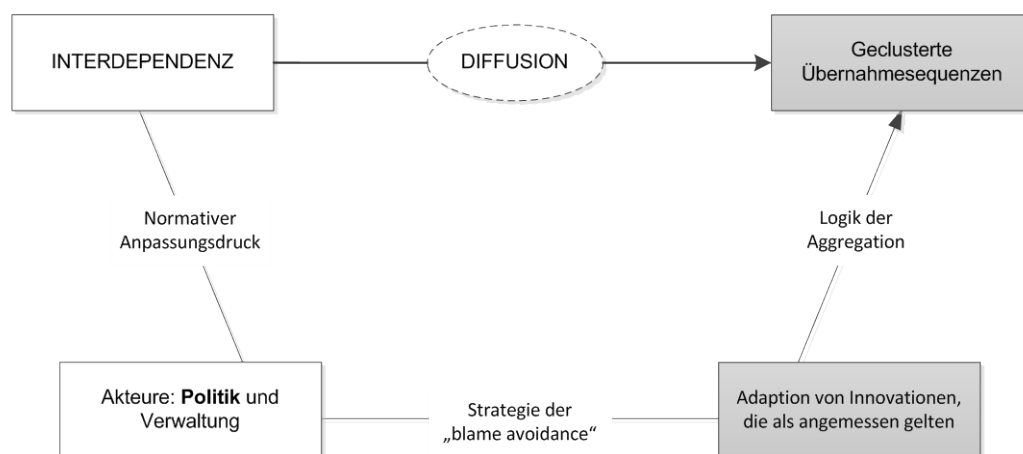 INTERDEPENDENZ
DIFFUSION
Geclusterte
Übernahmesequenzen
Normativer
Anpassungsdruck
Logik der
Aggregation
Akteure: Politik und
Verwaltung
Strategie der
„blame avoidance“
Adaption von Innovationen,
die als angemessen gelten